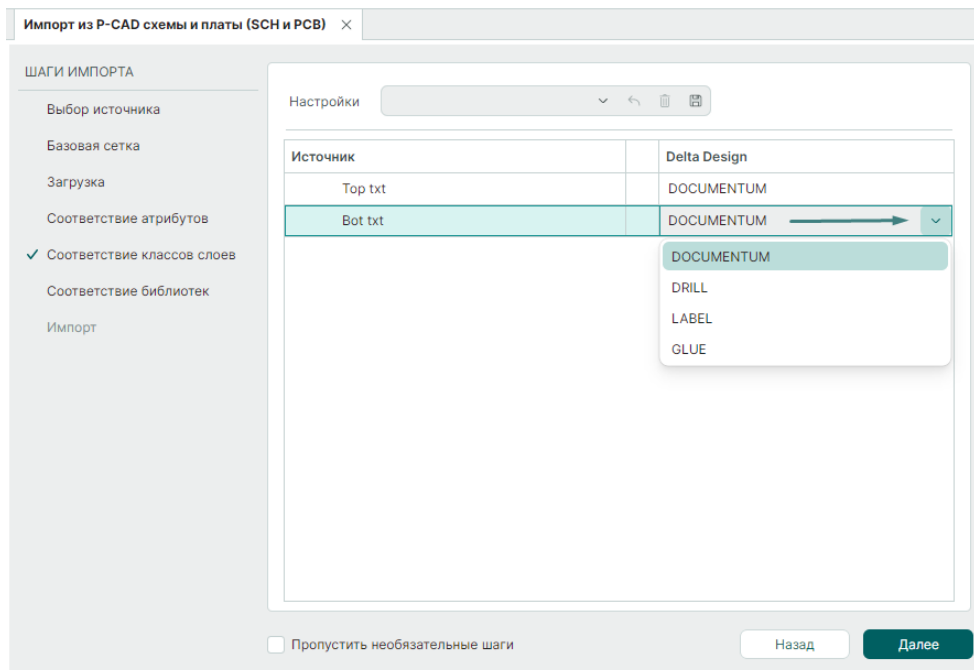 Импорт из P-CAD схемы и платы (SCH и PCB)
ШАГИ ИМПОРТА
Выбор источника
Базовая сетка
Загрузка
Соответствие атрибутов
Соответствие классов слоев
Соответствие библиотек
Импорт
Настройки
Источник Delta Design
Top txt DOCUMENTUM
Bot txt DOCUMENTUM
DOCUMENTUM
DRILL
LABEL
GLUE
Пропустить необязательные шаги Назад Далее